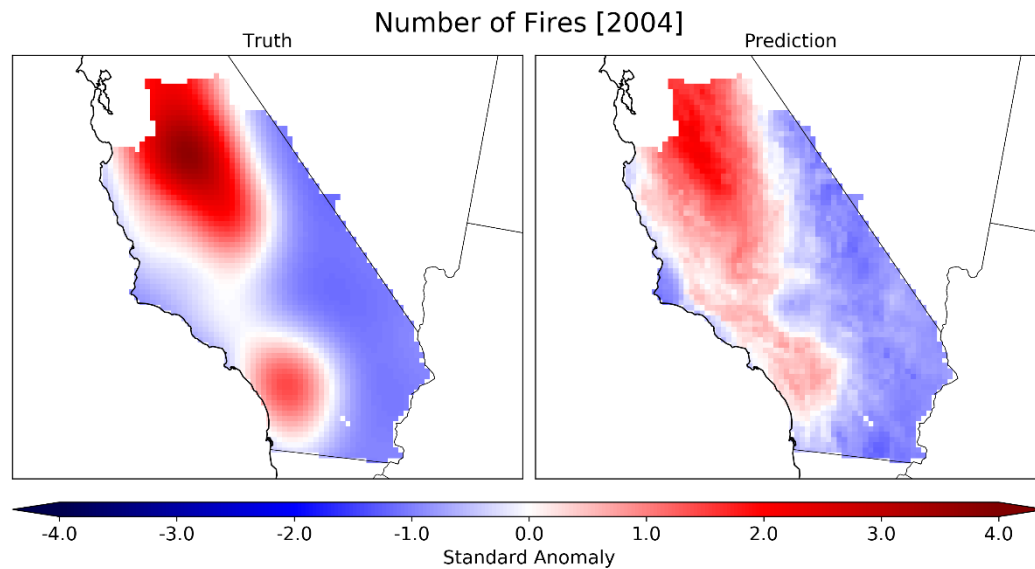 Number of Fires [2004]
Truth
Prediction
-4.0 -3.0 -2.0 -1.0 0.0 1.0 2.0 3.0 4.0
Standard Anomaly